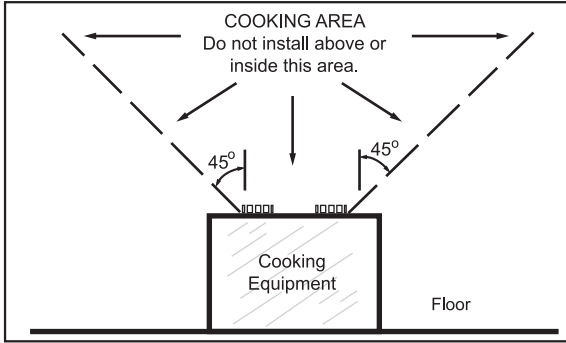 COOKING AREA
Do not install above or
inside this area.
45°
45°
Cooking
Equipment
Floor